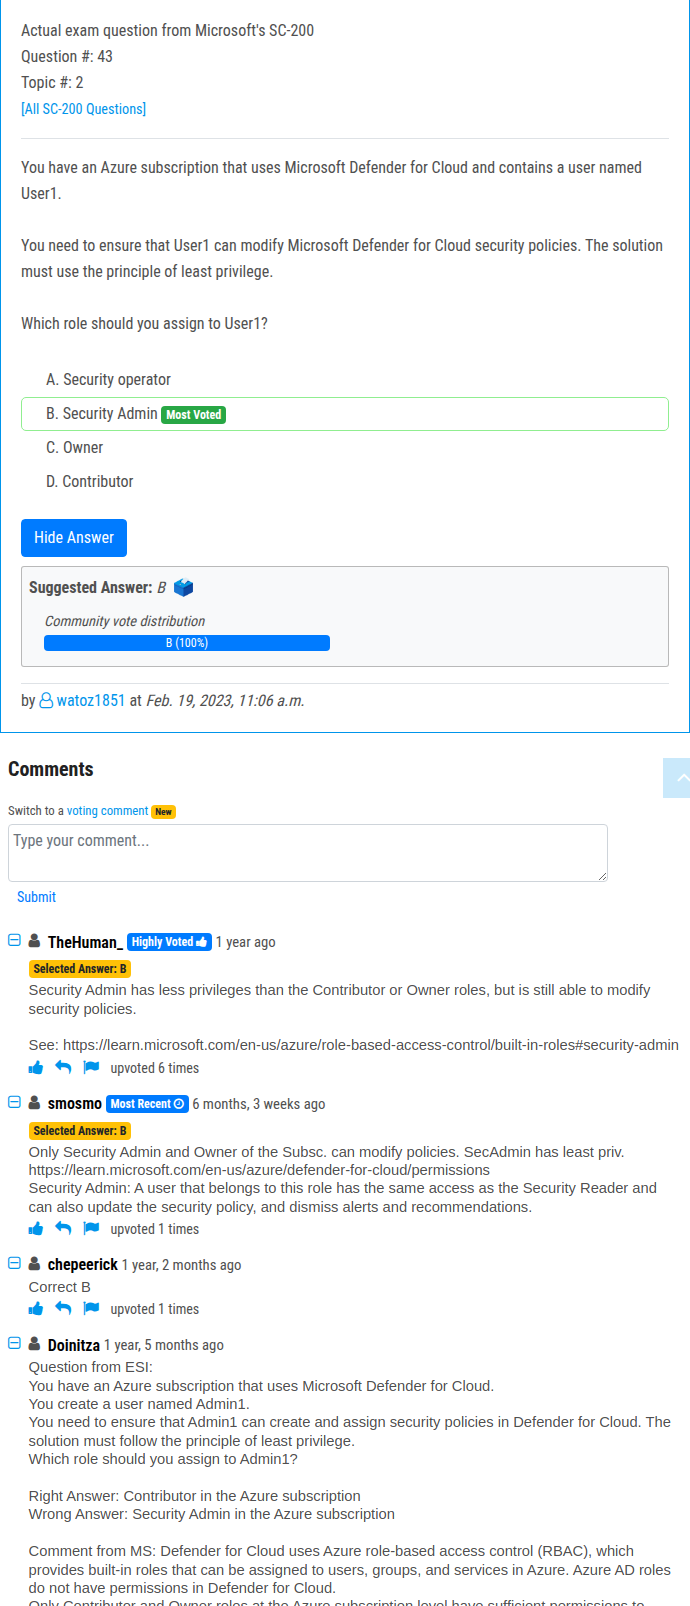 Actual exam question from Microsoft's SC-200
Question #: 43
Topic #: 2
[All SC-200 Questions]
You have an Azure subscription that uses Microsoft Defender for Cloud and contains a user named
User1.
You need to ensure that User1 can modify Microsoft Defender for Cloud security policies. The solution
must use the principle of least privilege.
Which role should you assign to User1?
A. Security operator
B. Security Admin Most Voted
C. Owner
D. Contributor
Hide Answer
Suggested Answer: B
Community vote distribution
B (100%)
by watoz1851 at Feb. 19, 2023, 11:06 a.m.
Comments
Switch to a voting comment New
Type your comment...
Submit
TheHuman_ Highly Voted 1 year ago
Selected Answer: B
Security Admin has less privileges than the Contributor or Owner roles, but is still able to modify
security policies.
See: https://learn.microsoft.com/en-us/azure/role-based-access-control/built-in-roles#security-admin
upvoted 6 times
smosmo Most Recent 6 months, 3 weeks ago
Selected Answer: B
Only Security Admin and Owner of the Subsc. can modify policies. SecAdmin has least priv.
https://learn.microsoft.com/en-us/azure/defender-for-cloud/permissions
Security Admin: A user that belongs to this role has the same access as the Security Reader and
can also update the security policy, and dismiss alerts and recommendations.
upvoted 1 times
chepeerick 1 year, 2 months ago
Correct B
upvoted 1 times
Doinitza 1 year, 5 months ago
Question from ESI:
You have an Azure subscription that uses Microsoft Defender for Cloud.
You create a user named Admin1.
You need to ensure that Admin1 can create and assign security policies in Defender for Cloud. The
solution must follow the principle of least privilege.
Which role should you assign to Admin1?
Right Answer: Contributor in the Azure subscription
Wrong Answer: Security Admin in the Azure subscription
Comment from MS: Defender for Cloud uses Azure role-based access control (RBAC), which
provides built-in roles that can be assigned to users, groups, and services in Azure. Azure AD roles
do not have permissions in Defender for Cloud.
Only Contributor and Owner roles at the Azure subscription level have sufficient permissions to